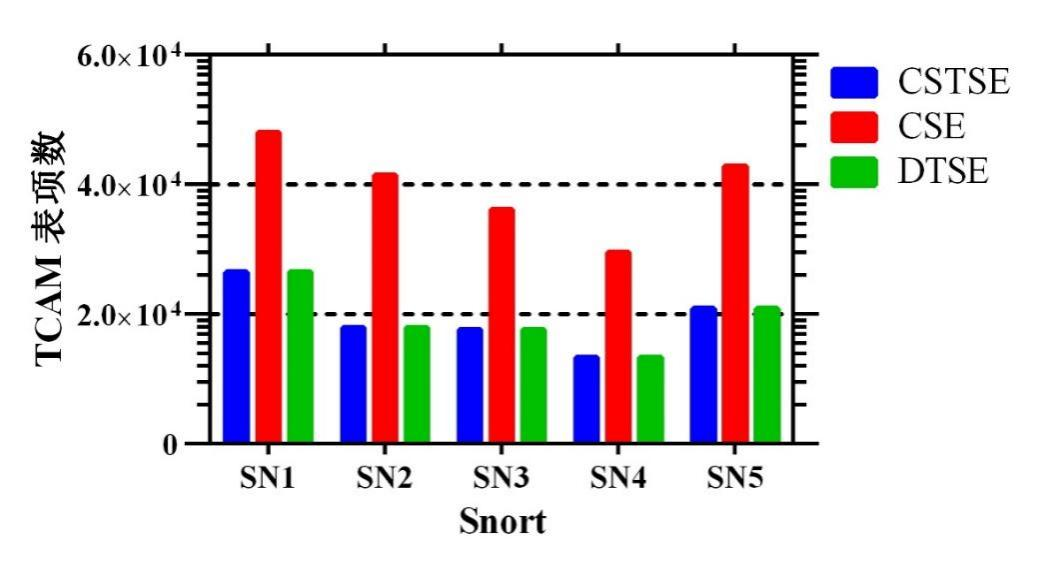 TCAM 表项数
6.0×10⁴
4.0×10⁴
2.0×10⁴
0
SN1 SN2 SN3 SN4 SN5
Snort
CSTSE
CSE
DTSE